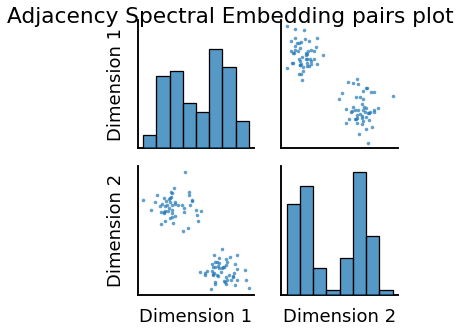 Adjacency Spectral Embedding pairs plot
Dimension 1
Dimension 2
Dimension 1
Dimension 2